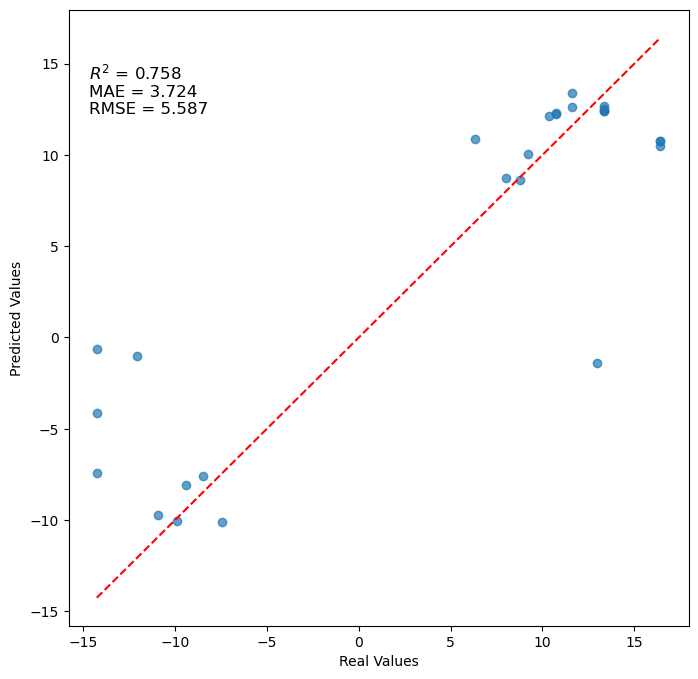 R² = 0.758
MAE = 3.724
RMSE = 5.587
15
10
5
0
−5
−10
−15
Predicted Values
−15 −10 −5 0 5 10 15
Real Values